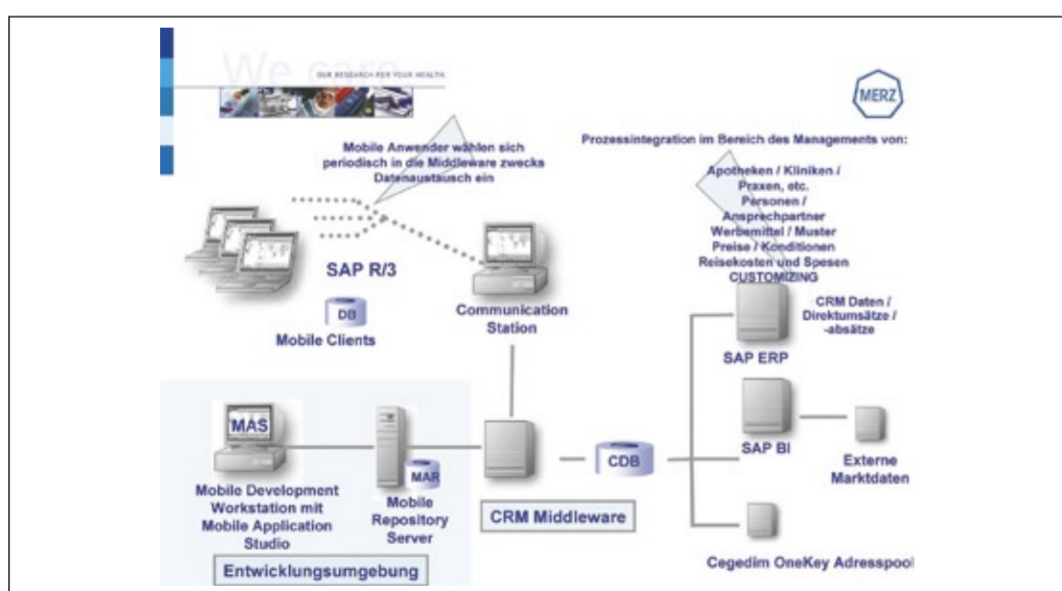 We care
OUR RESEARCH FOR YOUR HEALTH
MERZ
Mobile Anwender wählen sich
periodisch in die Middleware zwecks
Datenaustausch ein
Prozessintegration im Bereich des Managements von:
Apotheken / Kliniken /
Praxen, etc.
Personen /
Ansprechpartner
Werbemittel / Muster
Preise / Konditionen
Reisekosten und Spesen
CUSTOMIZING
SAP R/3
DB
Mobile Clients
Communication
Station
CRM Daten /
Direktumsätze /
-absätze
SAP ERP
MAS
MAR
CDB
SAP BI
Externe
Marktdaten
Mobile Development
Workstation mit
Mobile Application
Studio
Mobile
Repository
Server
CRM Middleware
Entwicklungsumgebung
Cegedim OneKey Adresspool